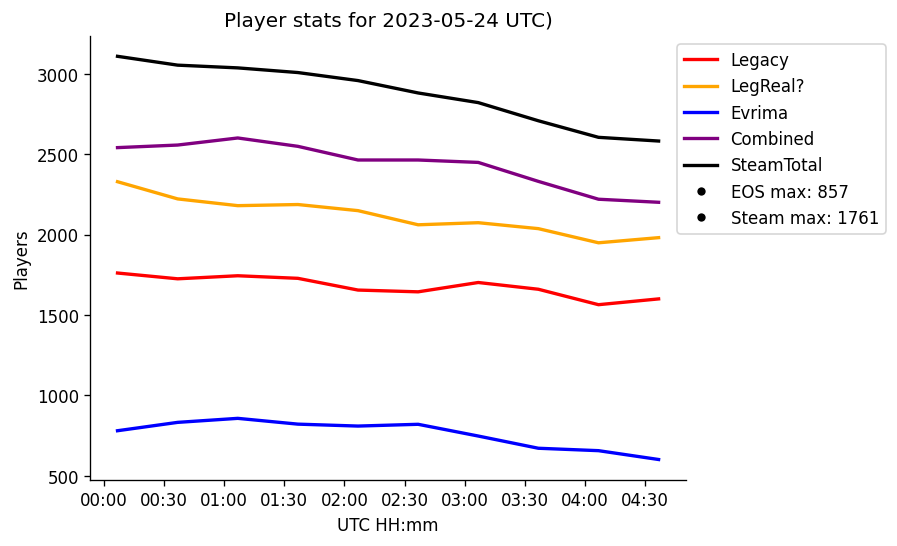 Player stats for 2023-05-24 UTC)
Players
3000
2500
2000
1500
1000
500
00:00 00:30 01:00 01:30 02:00 02:30 03:00 03:30 04:00 04:30
UTC HH:mm
Legacy
LegReal?
Evrima
Combined
SteamTotal
EOS max: 857
Steam max: 1761